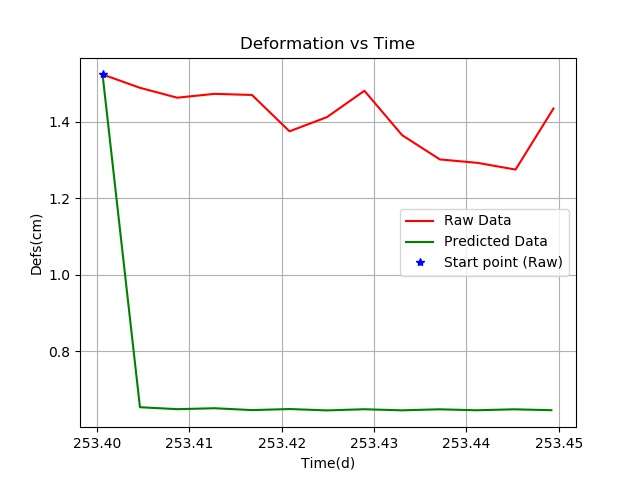 Deformation vs Time
Defs(cm)
1.4
1.2
1.0
0.8
Raw Data
Predicted Data
Start point (Raw)
253.40 253.41 253.42 253.43 253.44 253.45
Time(d)